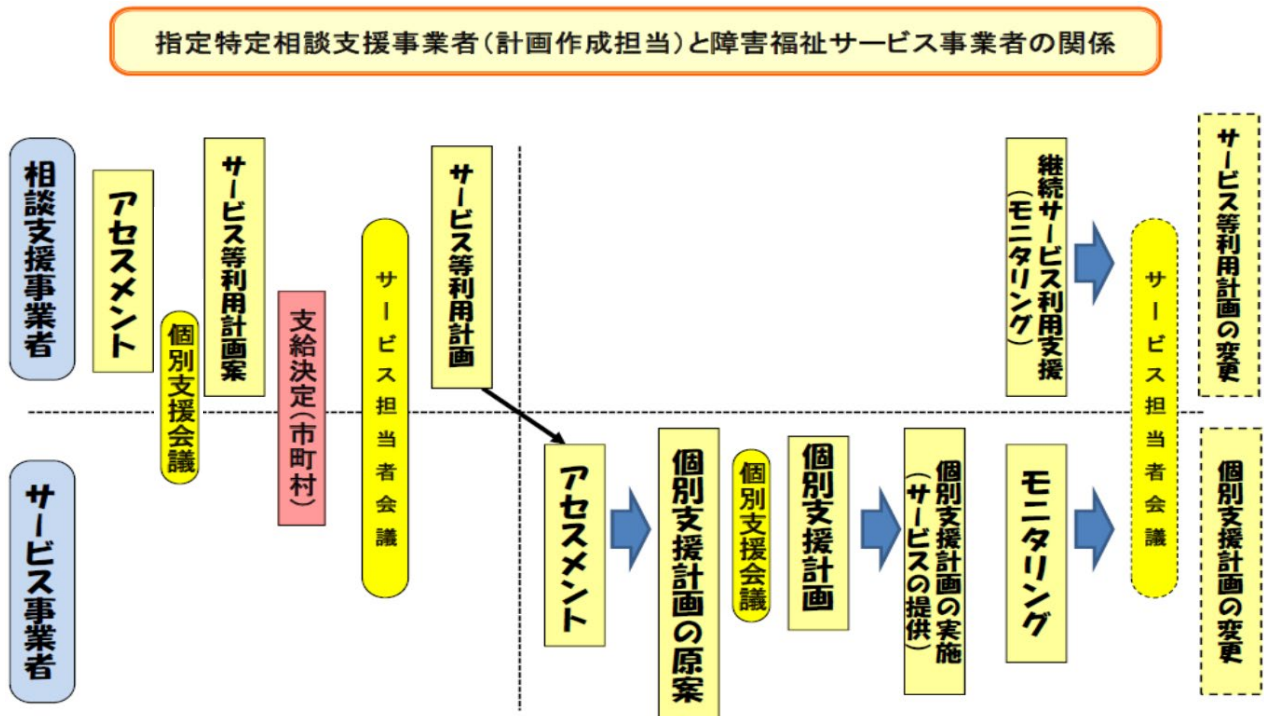 指定特定相談支援事業者(計画作成担当)と障害福祉サービス事業者の関係
相談支援事業者
アセスメント
個別支援会議
サービス等利用計画案
支給決定(市町村)
サービス担当者会議
サービス等利用計画
継続サービス利用支援
(モニタリング)
サービス担当者会議
サービス等利用計画の変更
サービス事業者
アセスメント
個別支援計画の原案
個別支援会議
個別支援計画
個別支援計画の実施
(サービスの提供)
モニタリング
個別支援計画の変更